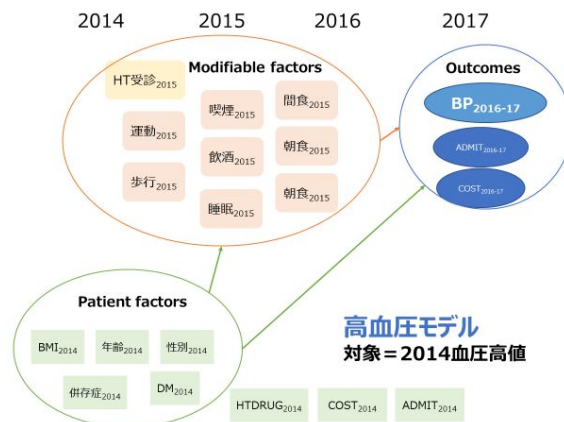 2014 2015 2016 2017
Modifiable factors
HT受診2015
喫煙2015
間食2015
運動2015
飲酒2015
朝食2015
歩行2015
睡眠2015
朝食2015
Outcomes
BP2016-17
ADMIT2016-17
COST2016-17
Patient factors
BMI2014 年齢2014 性別2014
併存症2014 DM2014
高血圧モデル
対象=2014血圧高値
HTDRUG2014 COST2014 ADMIT2014